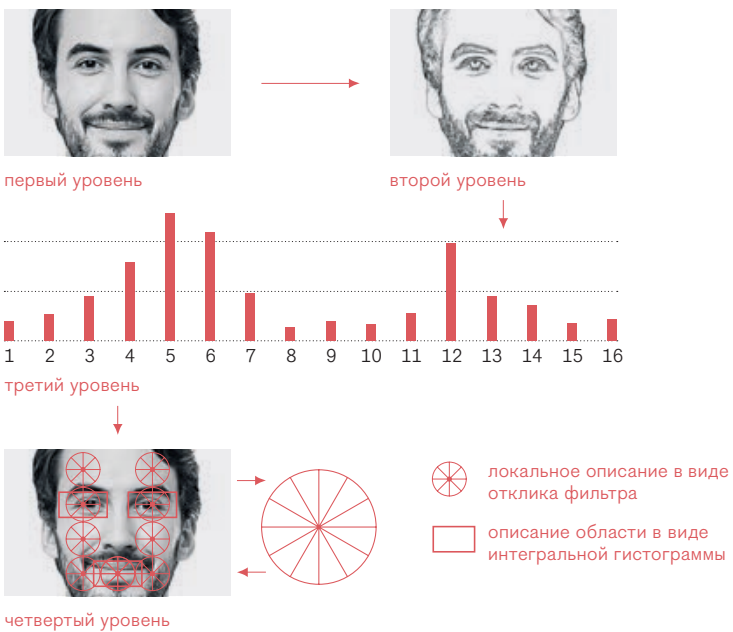 первый уровень
второй уровень
1 2 3 4 5 6 7 8 9 10 11 12 13 14 15 16
третий уровень
локальное описание в виде
отклика фильтра
описание области в виде
интегральной гистограммы
четвертый уровень